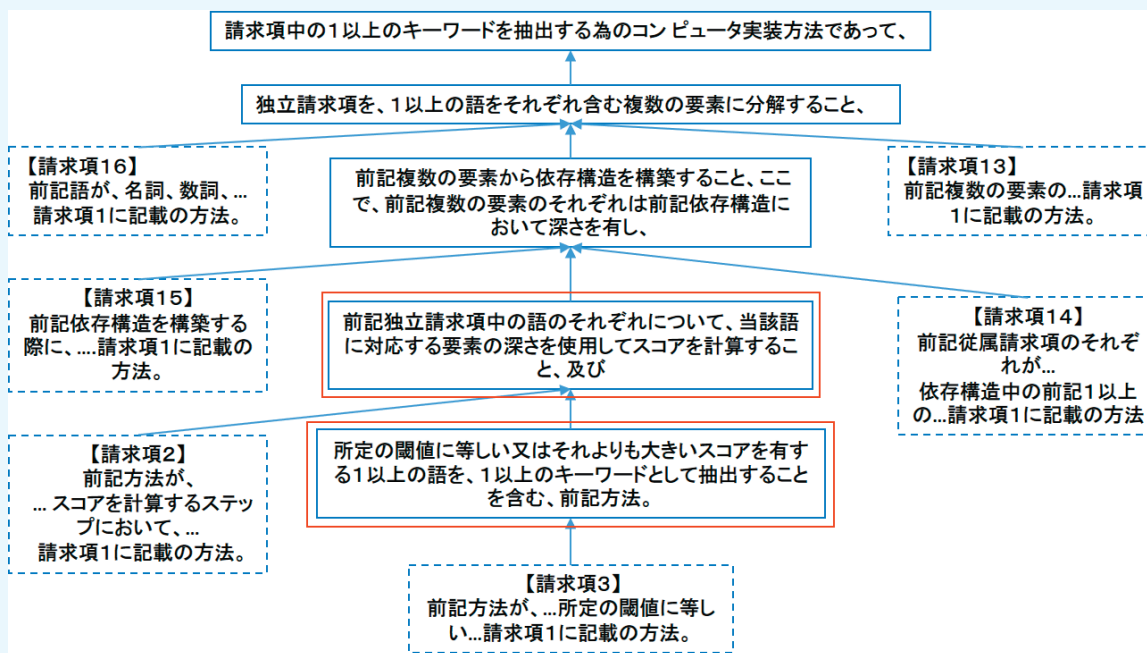 請求項中の1以上のキーワードを抽出する為のコンピュータ実装方法であって、
独立請求項を、1以上の語をそれぞれ含む複数の要素に分解すること、
【請求項16】
前記語が、名詞、数詞、…
請求項1に記載の方法。
前記複数の要素から依存構造を構築すること、ここ
で、前記複数の要素のそれぞれは前記依存構造に
おいて深さを有し、
【請求項13】
前記複数の要素の…請求項
1に記載の方法。
【請求項15】
前記依存構造を構築する
際に、….請求項1に記載の
方法。
前記独立請求項中の語のそれぞれについて、当該語
に対応する要素の深さを使用してスコアを計算するこ
と、及び
【請求項14】
前記従属請求項のそれぞ
れが…
依存構造中の前記1以上
の…請求項1に記載の方法
【請求項2】
前記方法が、
… スコアを計算するステッ
プにおいて、…
請求項1に記載の方法。
所定の閾値に等しい又はそれよりも大きいスコアを有
する1以上の語を、1以上のキーワードとして抽出すること
を含む、前記方法。
【請求項3】
前記方法が、…所定の閾値に等し
い…請求項1に記載の方法。